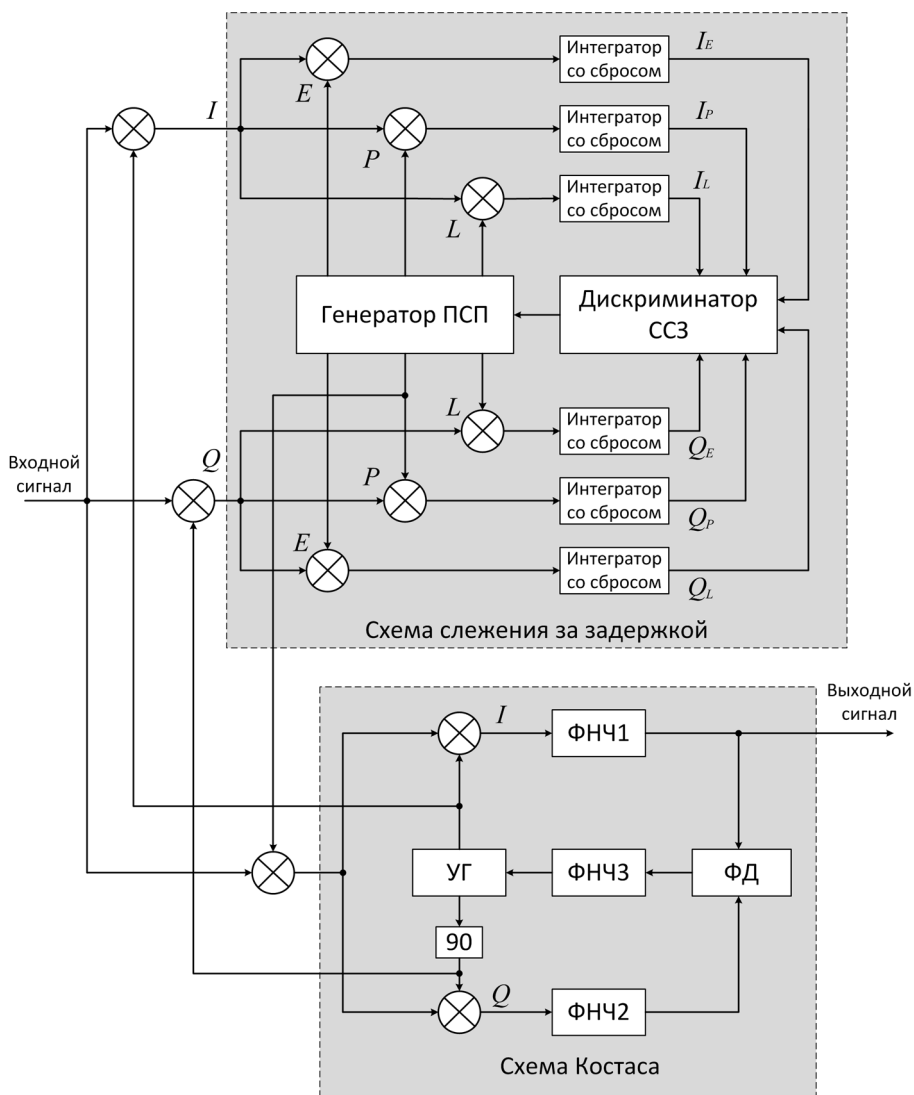 Интегратор
со сбросом
I_E
E
I
Интегратор
со сбросом
I_P
P
Интегратор
со сбросом
I_L
L
Генератор ПСП
Дискриминатор
ССЗ
L
Интегратор
со сбросом
Q_E
Входной
сигнал
Q
P
Интегратор
со сбросом
Q_P
E
Интегратор
со сбросом
Q_L
Схема слежения за задержкой
Выходной
сигнал
I
ФНЧ1
УГ
ФНЧ3
ФД
90
Q
ФНЧ2
Схема Костаса